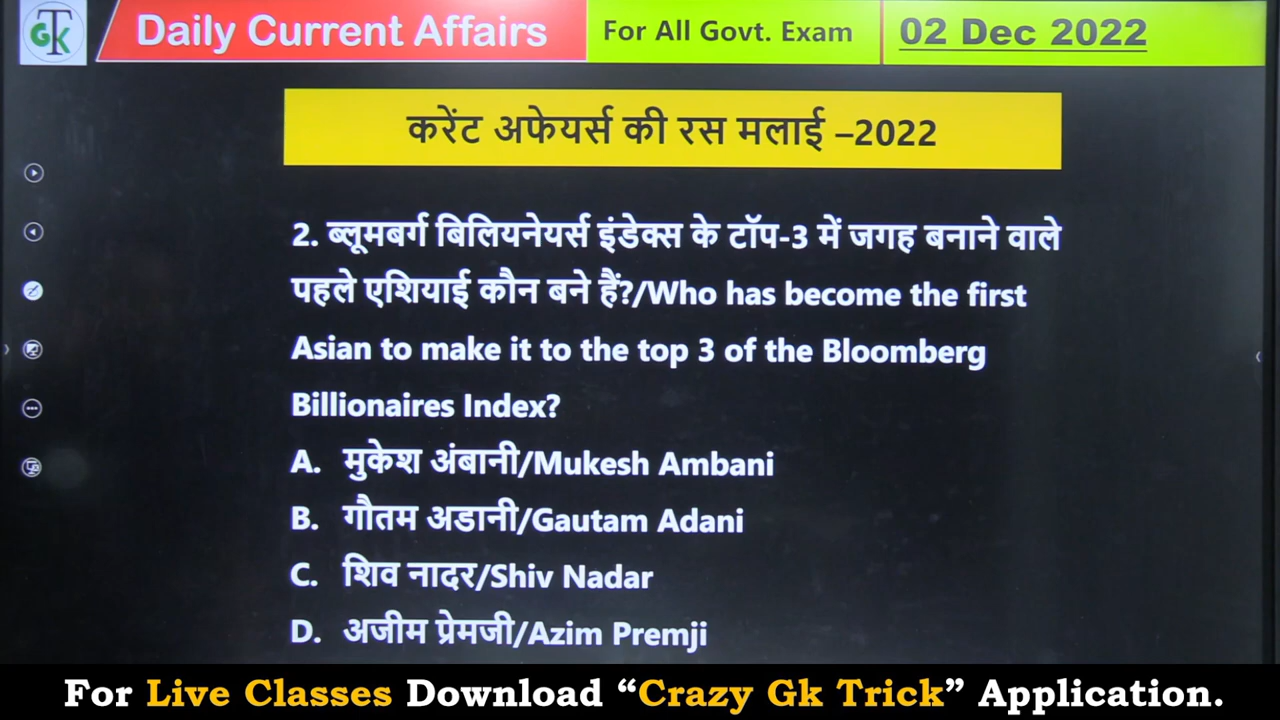 T
GK
Daily Current Affairs
For All Govt. Exam
02 Dec 2022
करेंट अफेयर्स की रस मलाई –2022
2. ब्लूमबर्ग बिलियनेयर्स इंडेक्स के टॉप-3 में जगह बनाने वाले
पहले एशियाई कौन बने हैं?/Who has become the first
Asian to make it to the top 3 of the Bloomberg
Billionaires Index?
A. मुकेश अंबानी/Mukesh Ambani
B. गौतम अडानी/Gautam Adani
C. शिव नादर/Shiv Nadar
D. अजीम प्रेमजी/Azim Premji
For Live Classes Download “Crazy Gk Trick” Application.